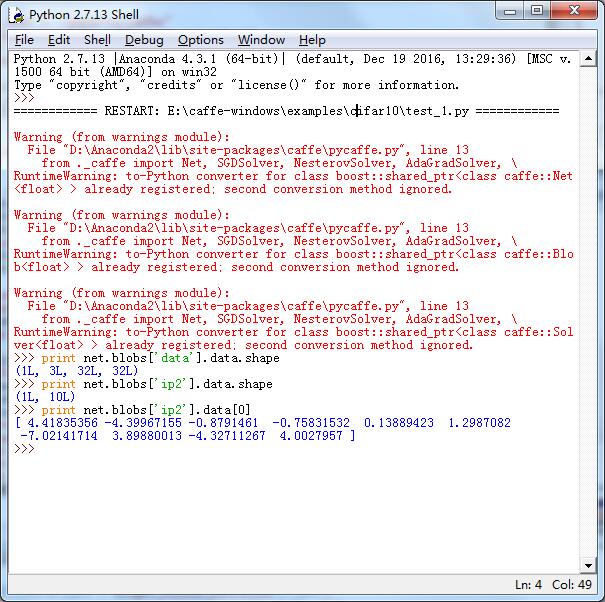 Python 2.7.13 Shell
File Edit Shell Debug Options Window Help
Python 2.7.13 |Anaconda 4.3.1 (64-bit)| (default, Dec 19 2016, 13:29:36) [MSC v.
1500 64 bit (AMD64)] on win32
Type "copyright", "credits" or "license()" for more information.
>>>
============ RESTART: E:\caffe-windows\examples\cifar10\test_1.py ============
Warning (from warnings module):
  File "D:\Anaconda2\lib\site-packages\caffe\pycaffe.py", line 13
    from ._caffe import Net, SGDSolver, NesterovSolver, AdaGradSolver, \
RuntimeWarning: to-Python converter for class boost::shared_ptr<class caffe::Net
<float> > already registered; second conversion method ignored.
Warning (from warnings module):
  File "D:\Anaconda2\lib\site-packages\caffe\pycaffe.py", line 13
    from ._caffe import Net, SGDSolver, NesterovSolver, AdaGradSolver, \
RuntimeWarning: to-Python converter for class boost::shared_ptr<class caffe::Blo
b<float> > already registered; second conversion method ignored.
Warning (from warnings module):
  File "D:\Anaconda2\lib\site-packages\caffe\pycaffe.py", line 13
    from ._caffe import Net, SGDSolver, NesterovSolver, AdaGradSolver, \
RuntimeWarning: to-Python converter for class boost::shared_ptr<class caffe::Sol
ver<float> > already registered; second conversion method ignored.
>>> print net.blobs['data'].data.shape
(1L, 3L, 32L, 32L)
>>> print net.blobs['ip2'].data.shape
(1L, 10L)
>>> print net.blobs['ip2'].data[0]
[ 4.41835356 -4.39967155 -0.8791461  -0.75831532  0.13889423  1.2987082
 -7.02141714  3.89880013 -4.32711267  4.0027957 ]
>>>
Ln: 4 Col: 49